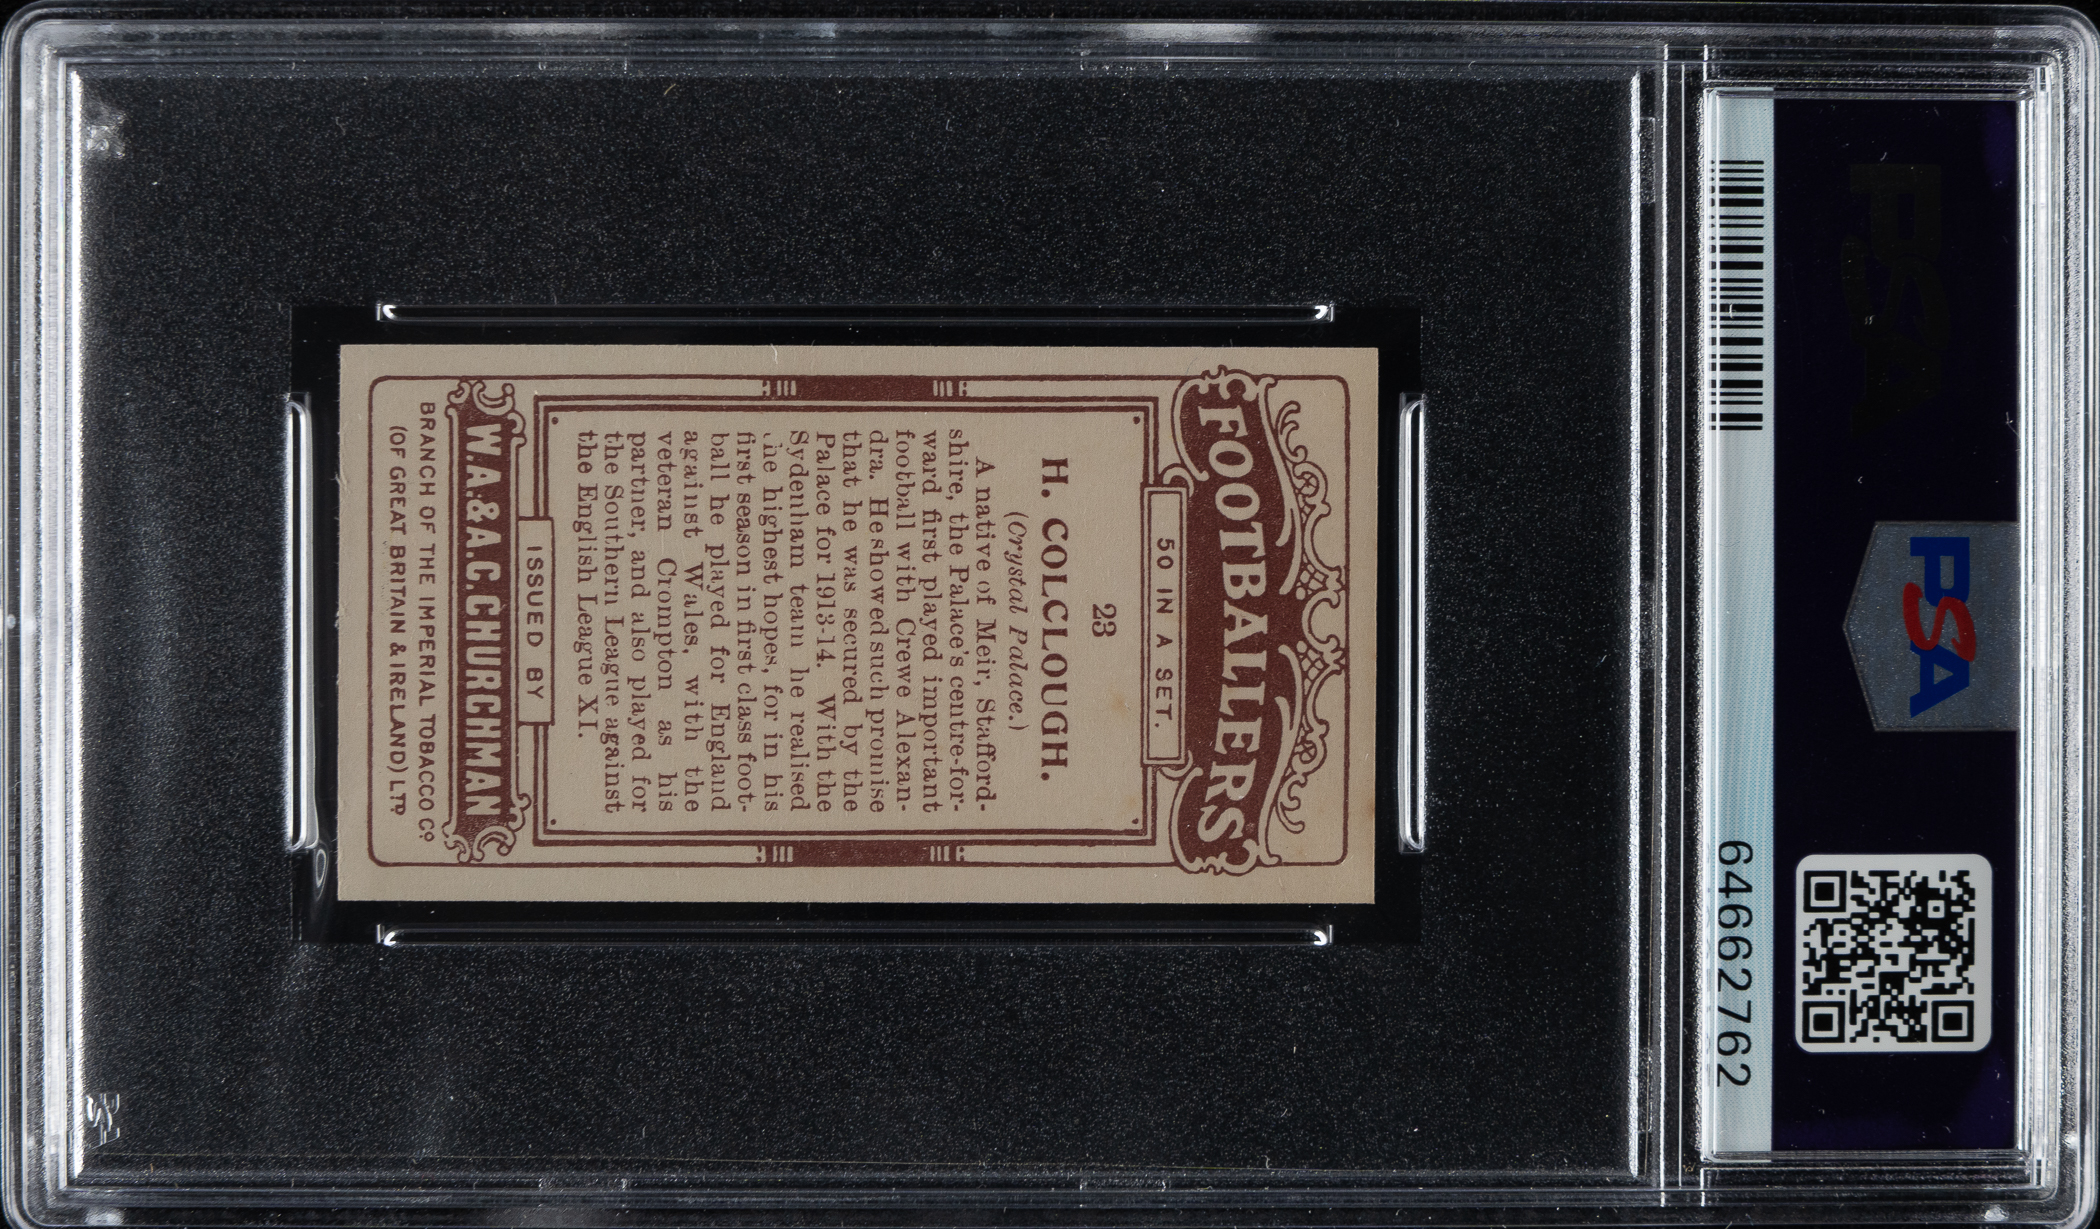 FOOTBALLERS
50 IN A SET.
23
H. COLCLOUGH.
(Crystal Palace.)
A native of Meir, Stafford-
shire, the Palace's centre-for-
ward first played important
football with Crewe Alexan-
dra. He showed such promise
that he was secured by the
Palace for 1913-14. With the
Sydenham team he realised
the highest hopes, for in his
first season in first class foot-
ball he played for England
against Wales, with the
veteran Crompton as his
partner, and also played for
the Southern League against
the English League XI.
ISSUED BY
W.A. & A.C. CHURCHMAN
BRANCH OF THE IMPERIAL TOBACCO CO
(OF GREAT BRITAIN & IRELAND) LTD
PSA
PSA
64662762